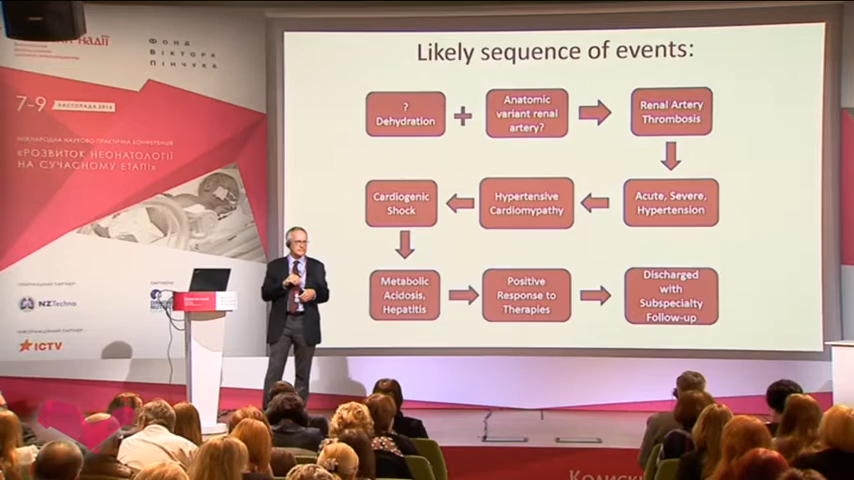 НАДІЇ
ФОНД
ВІКТОРА
ПІНЧУКА
7-9 ЛИСТОПАДА
МІЖНАРОДНА НАУКОВО-ПРАКТИЧНА КОНФЕРЕНЦІЯ
«РОЗВИТОК НЕОНАТОЛОГІЇ
НА СУЧАСНОМУ ЕТАПІ»
NZTechno
ICTV
Likely sequence of events:
?
Dehydration
+
Anatomic
variant renal
artery?
Renal Artery
Thrombosis
Acute, Severe,
Hypertension
Hypertensive
Cardiomyopathy
Cardiogenic
Shock
Metabolic
Acidosis,
Hepatitis
Positive
Response to
Therapies
Discharged
with
Subspecialty
Follow-up